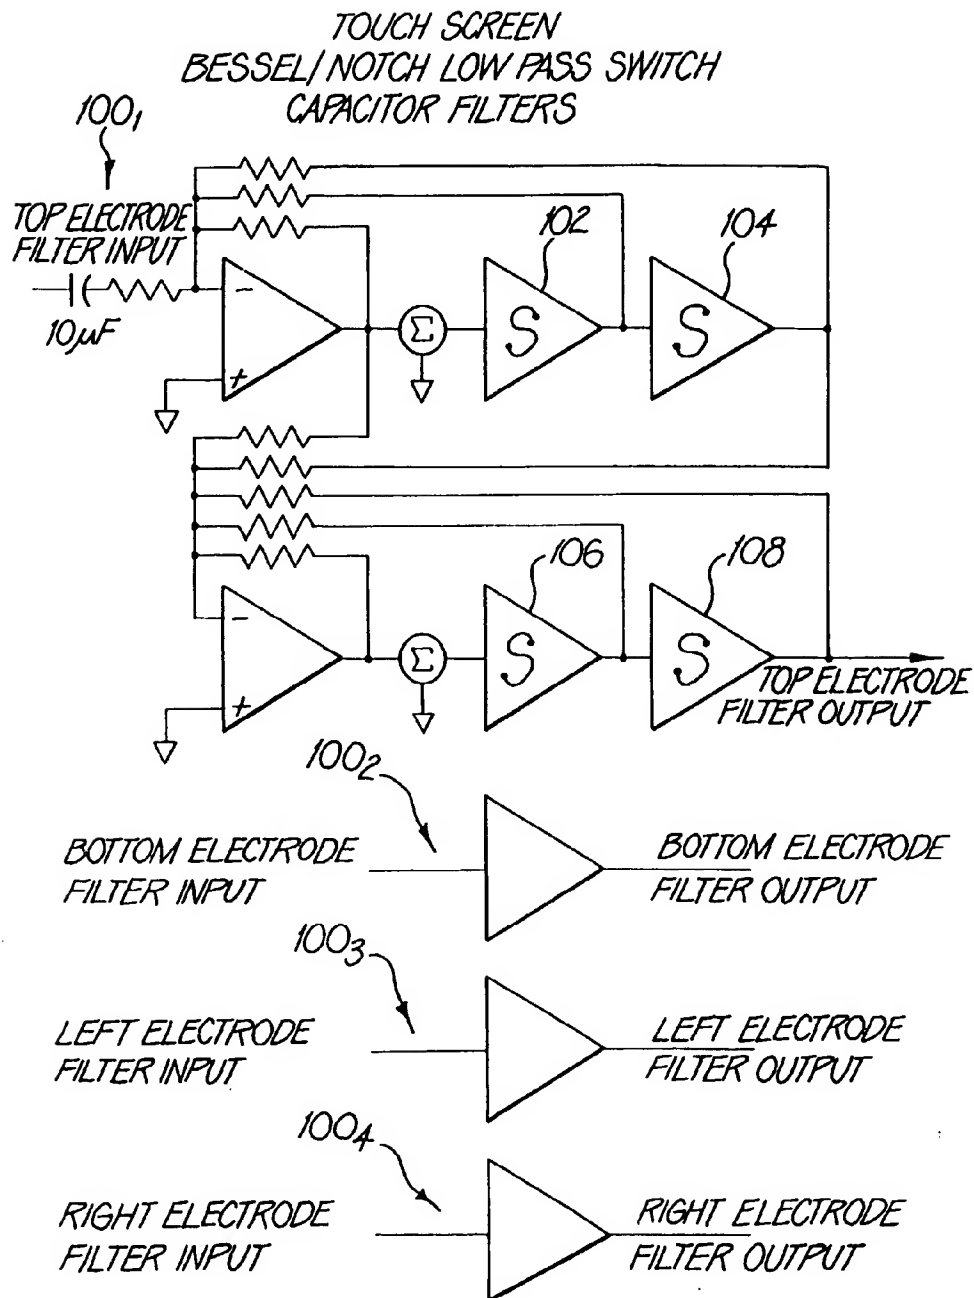 TOUCH SCREEN
BESSEL/NOTCH LOW PASS SWITCH
CAPACITOR FILTERS
100₁
TOP ELECTRODE
FILTER INPUT
10µF
−
+
Σ
102
S
104
S
−
+
Σ
106
S
108
S
TOP ELECTRODE
FILTER OUTPUT
100₂
BOTTOM ELECTRODE
FILTER INPUT
BOTTOM ELECTRODE
FILTER OUTPUT
100₃
LEFT ELECTRODE
FILTER INPUT
LEFT ELECTRODE
FILTER OUTPUT
100₄
RIGHT ELECTRODE
FILTER INPUT
RIGHT ELECTRODE
FILTER OUTPUT